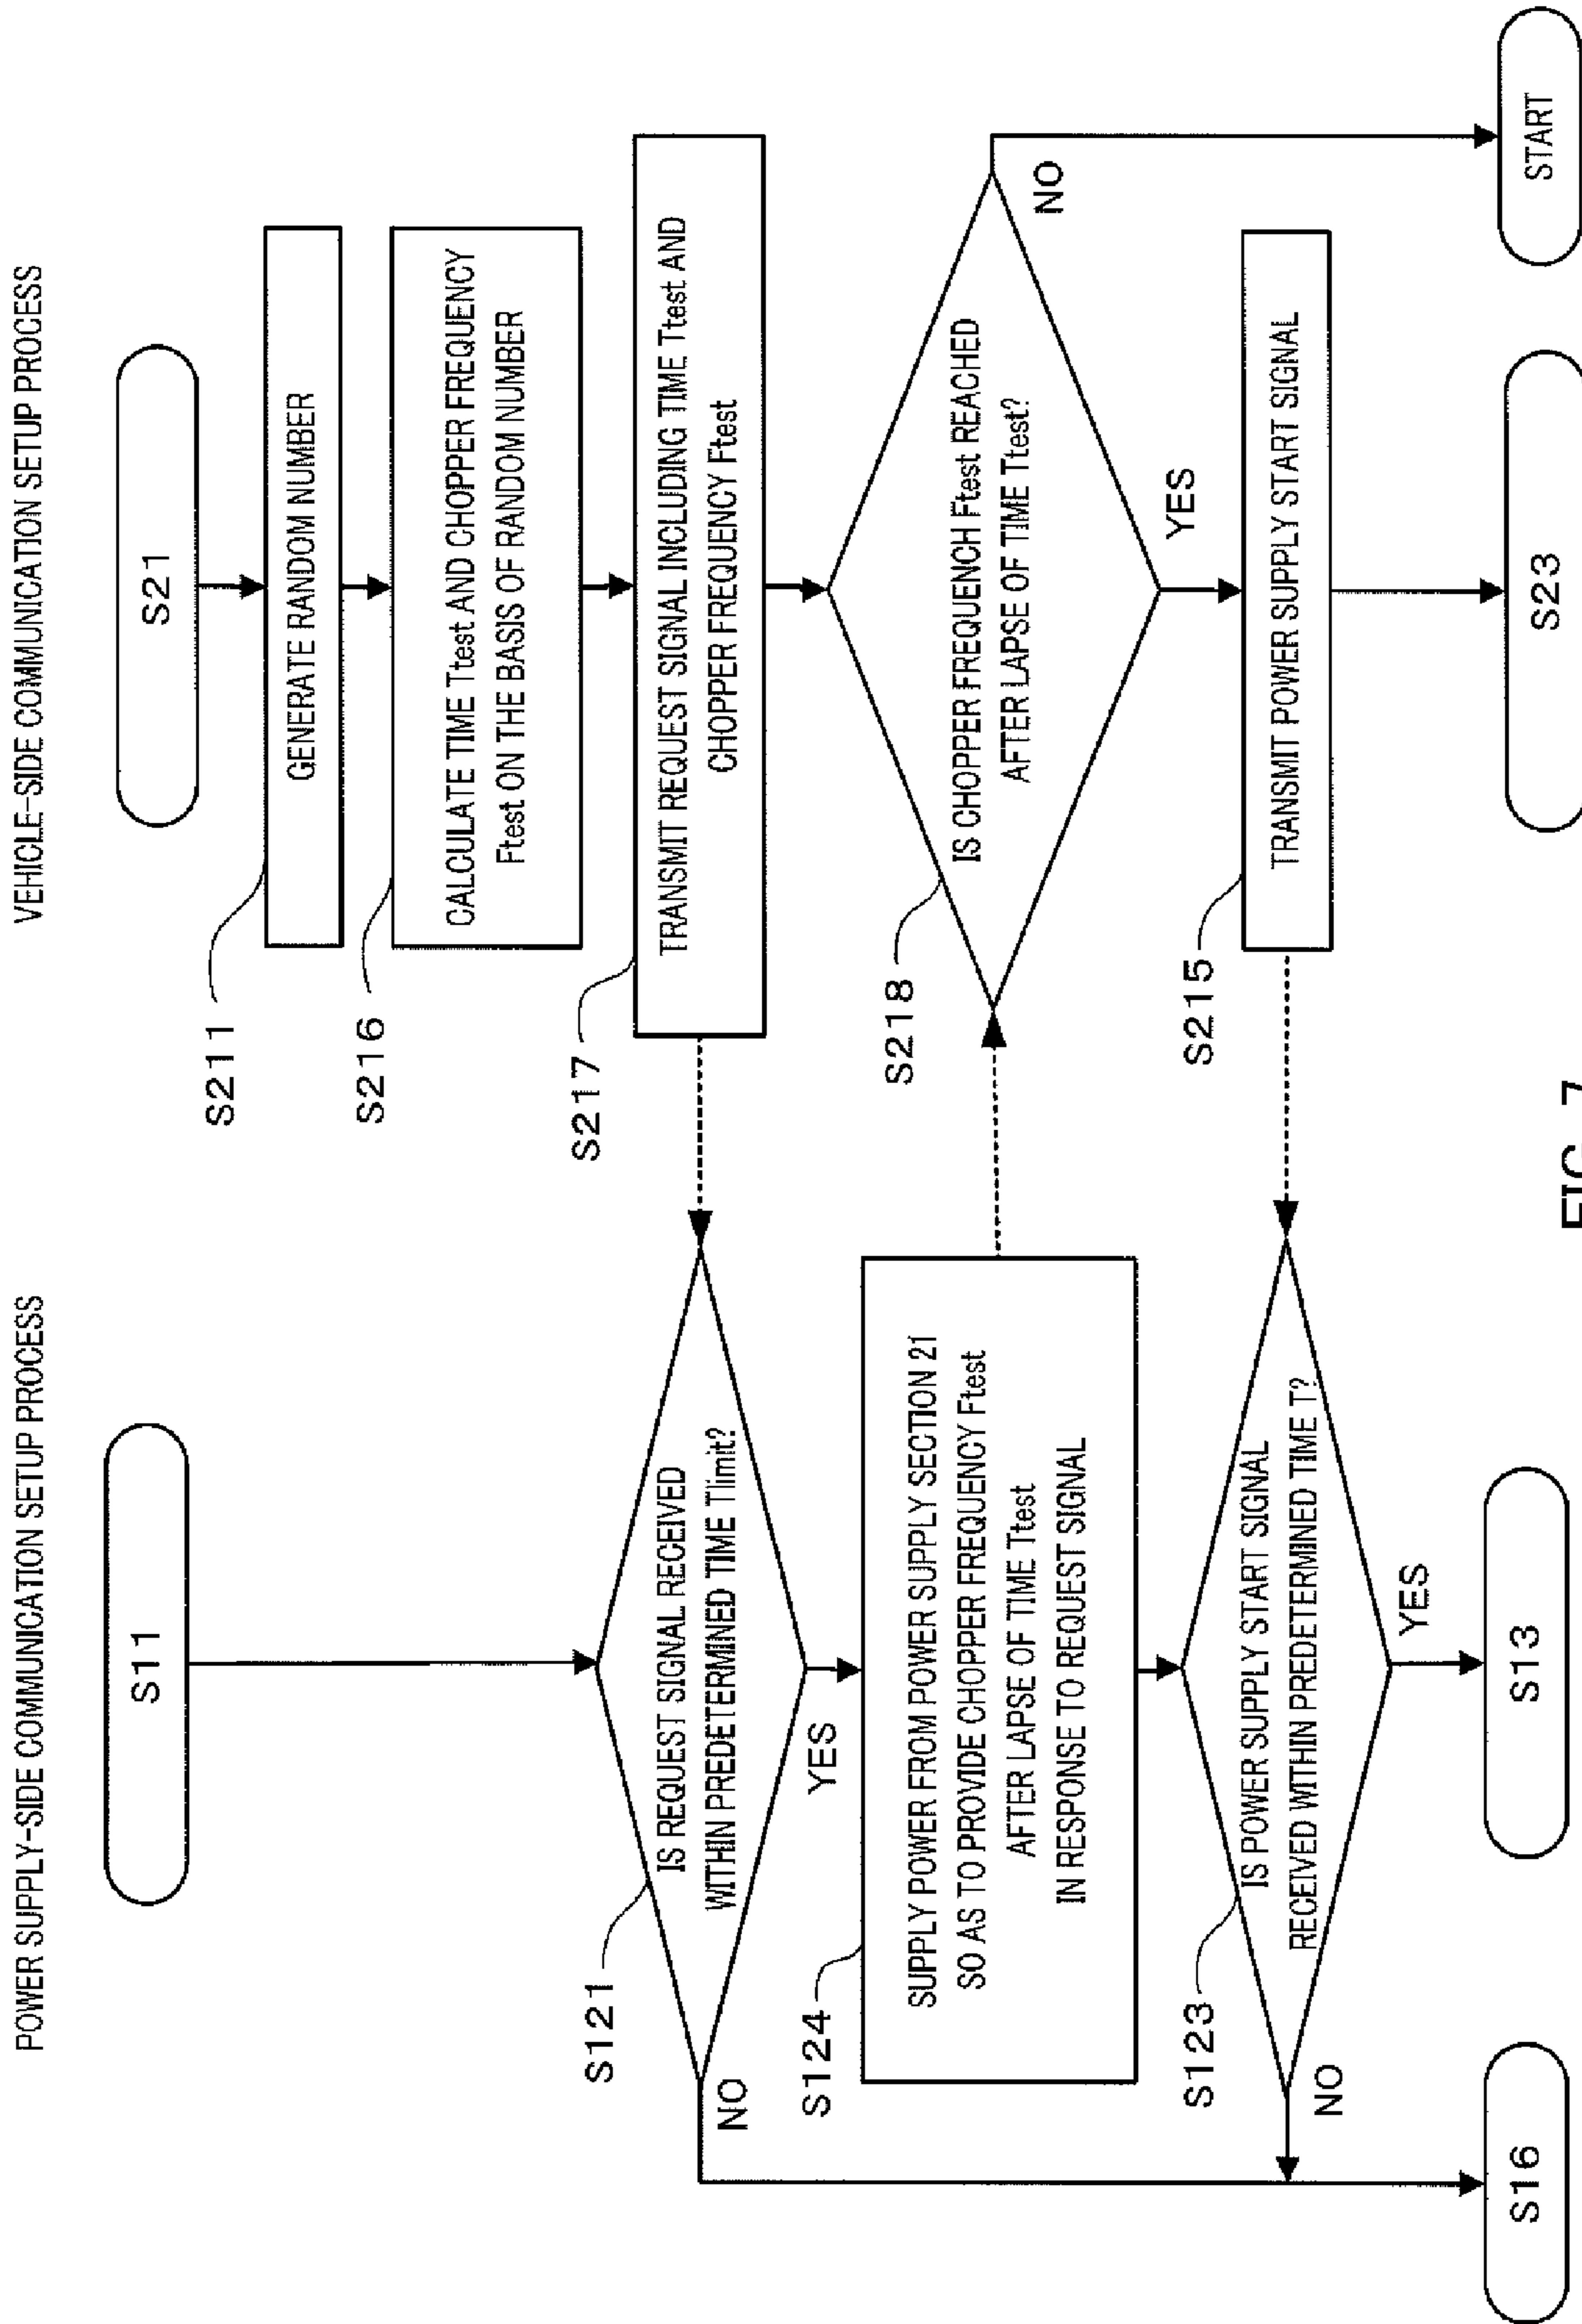 POWER SUPPLY-SIDE COMMUNICATION SETUP PROCESS
S11
S121
IS REQUEST SIGNAL RECEIVED
WITHIN PREDETERMINED TIME Tlimit?
NO
YES
S124
SUPPLY POWER FROM POWER SUPPLY SECTION 21
SO AS TO PROVIDE CHOPPER FREQUENCY Ftest
AFTER LAPSE OF TIME Ttest
IN RESPONSE TO REQUEST SIGNAL
S123
IS POWER SUPPLY START SIGNAL
RECEIVED WITHIN PREDETERMINED TIME T?
NO
YES
S16
S13
VEHICLE-SIDE COMMUNICATION SETUP PROCESS
S21
S211
GENERATE RANDOM NUMBER
S216
CALCULATE TIME Ttest AND CHOPPER FREQUENCY
Ftest ON THE BASIS OF RANDOM NUMBER
S217
TRANSMIT REQUEST SIGNAL INCLUDING TIME Ttest AND
CHOPPER FREQUENCY Ftest
S218
IS CHOPPER FREQUENCH Ftest REACHED
AFTER LAPSE OF TIME Ttest?
NO
YES
S215
TRANSMIT POWER SUPPLY START SIGNAL
S23
START
FIG. 7